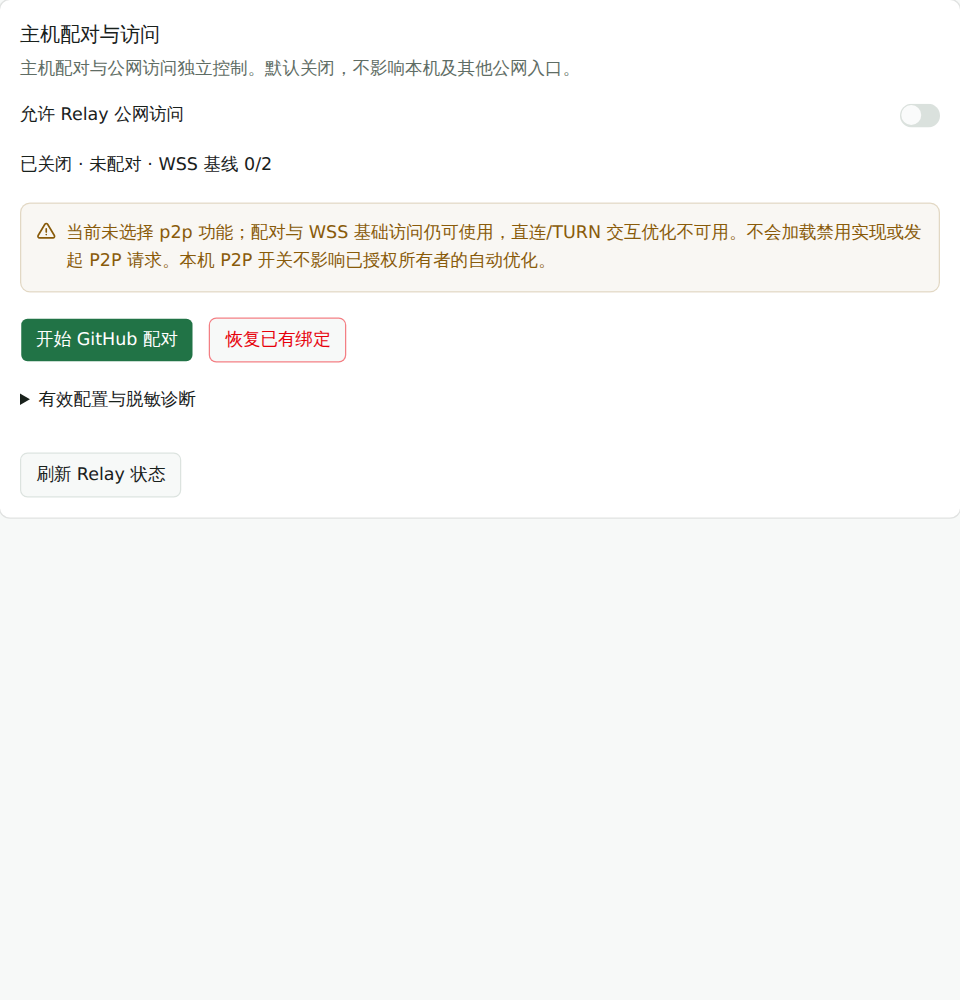 主机配对与访问
主机配对与公网访问独立控制。默认关闭，不影响本机及其他公网入口。
允许 Relay 公网访问
已关闭 · 未配对 · WSS 基线 0/2
当前未选择 p2p 功能；配对与 WSS 基础访问仍可使用，直连/TURN 交互优化不可用。不会加载禁用实现或发
起 P2P 请求。本机 P2P 开关不影响已授权所有者的自动优化。
开始 GitHub 配对
恢复已有绑定
有效配置与脱敏诊断
刷新 Relay 状态